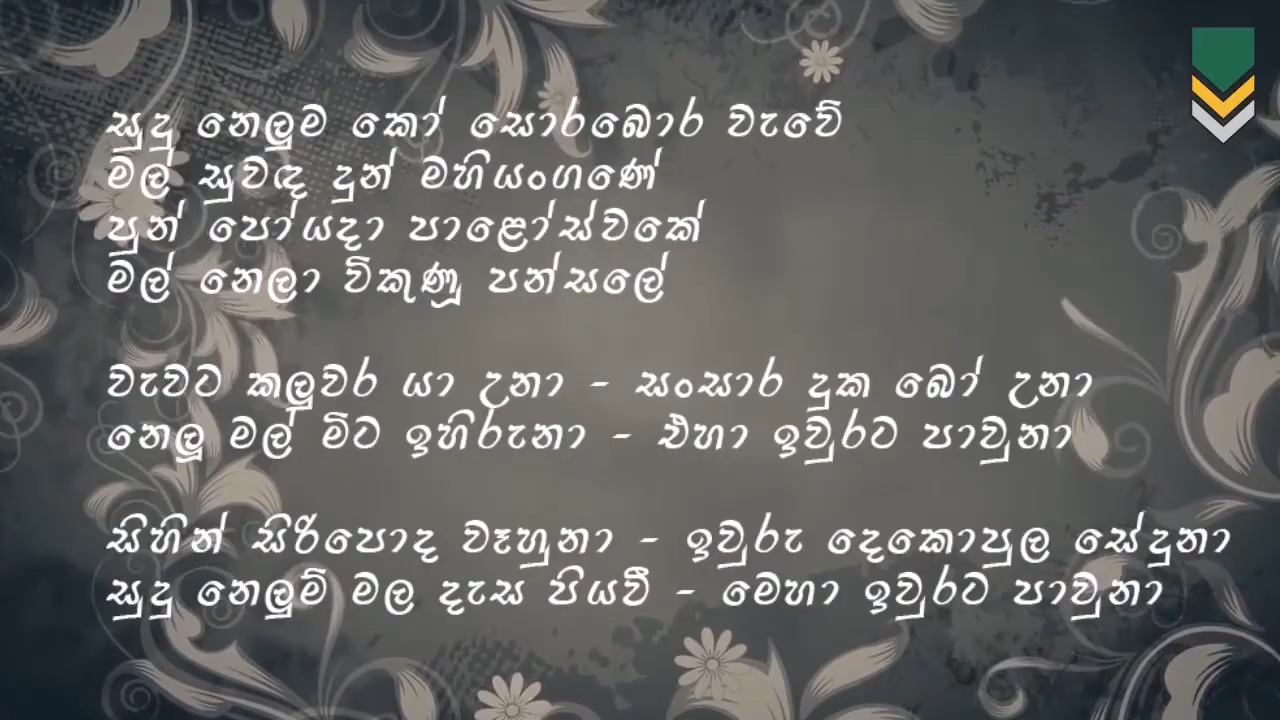 සුදු නෙලුම කෝ සොරබොර වැවේ
මල් සුවඳ දුන් මහියංගණේ
පුන් පෝයදා පාළොස්වකේ
මල් නෙලා විකුණූ පන්සලේ
වැවට කලුවර යා උනා - සංසාර දුක බෝ උනා
නෙලූ මල් මිට ඉහිරුනා - එහා ඉවුරට පාවුනා
සිහින් සිරිපොද වෑහුනා - ඉවුරු දෙකොපුල සේදුනා
සුදු නෙලුම් මල දෑස පියවී - මෙහා ඉවුරට පාවුනා